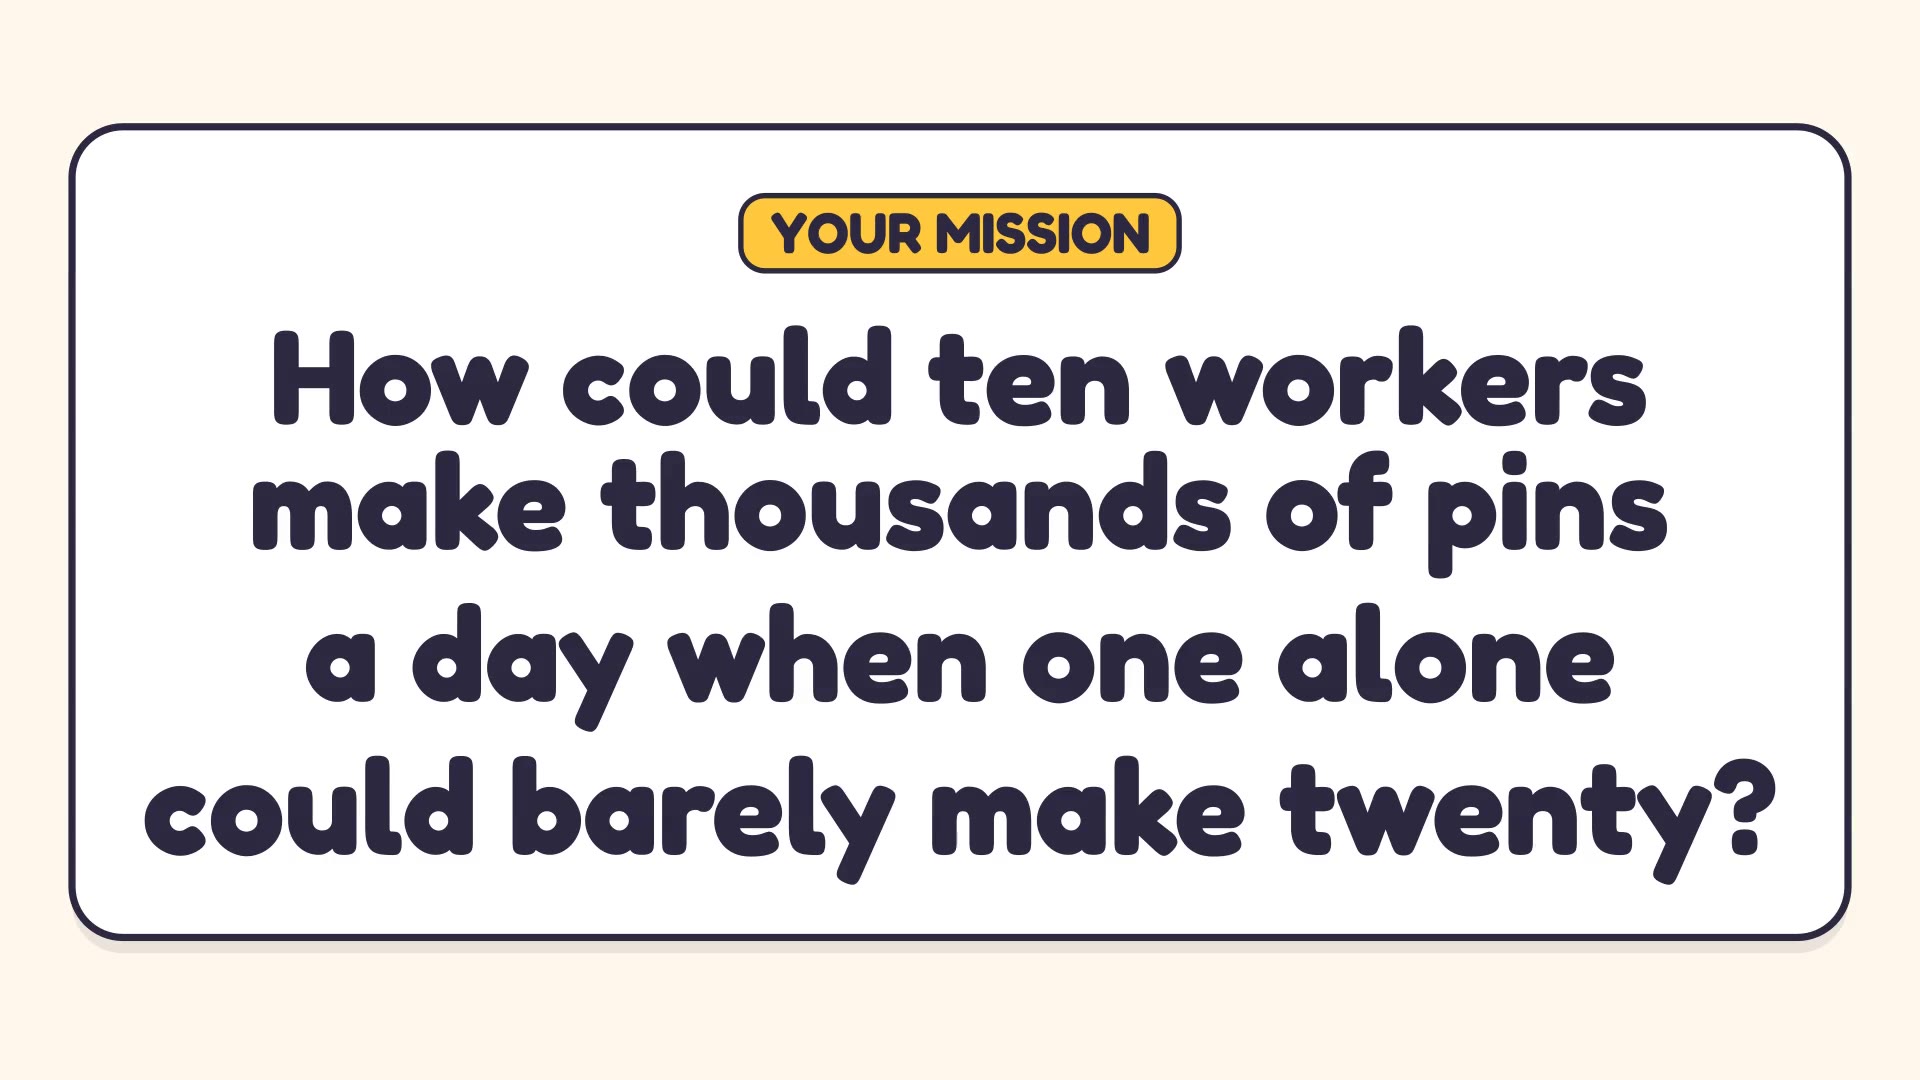 YOUR MISSION
How could ten workers
make thousands of pins
a day when one alone
could barely make twenty?